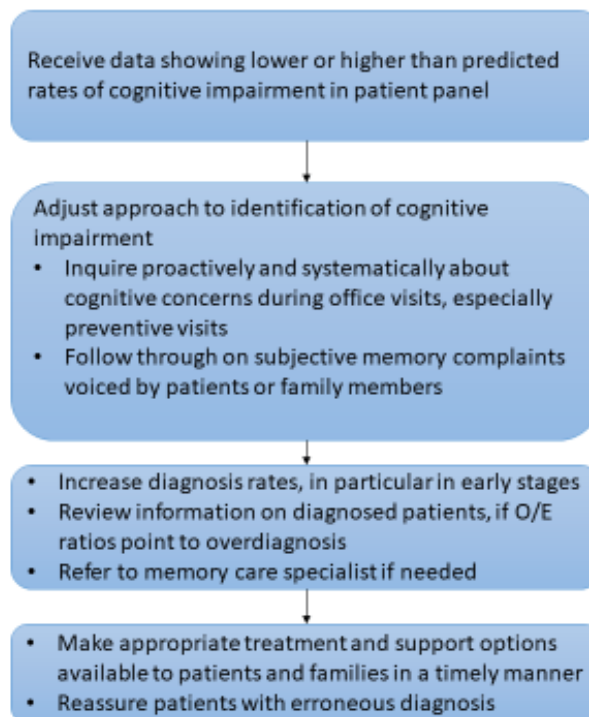 Receive data showing lower or higher than predicted
rates of cognitive impairment in patient panel
Adjust approach to identification of cognitive
impairment
• Inquire proactively and systematically about
cognitive concerns during office visits, especially
preventive visits
• Follow through on subjective memory complaints
voiced by patients or family members
• Increase diagnosis rates, in particular in early stages
• Review information on diagnosed patients, if O/E
ratios point to overdiagnosis
• Refer to memory care specialist if needed
• Make appropriate treatment and support options
available to patients and families in a timely manner
• Reassure patients with erroneous diagnosis